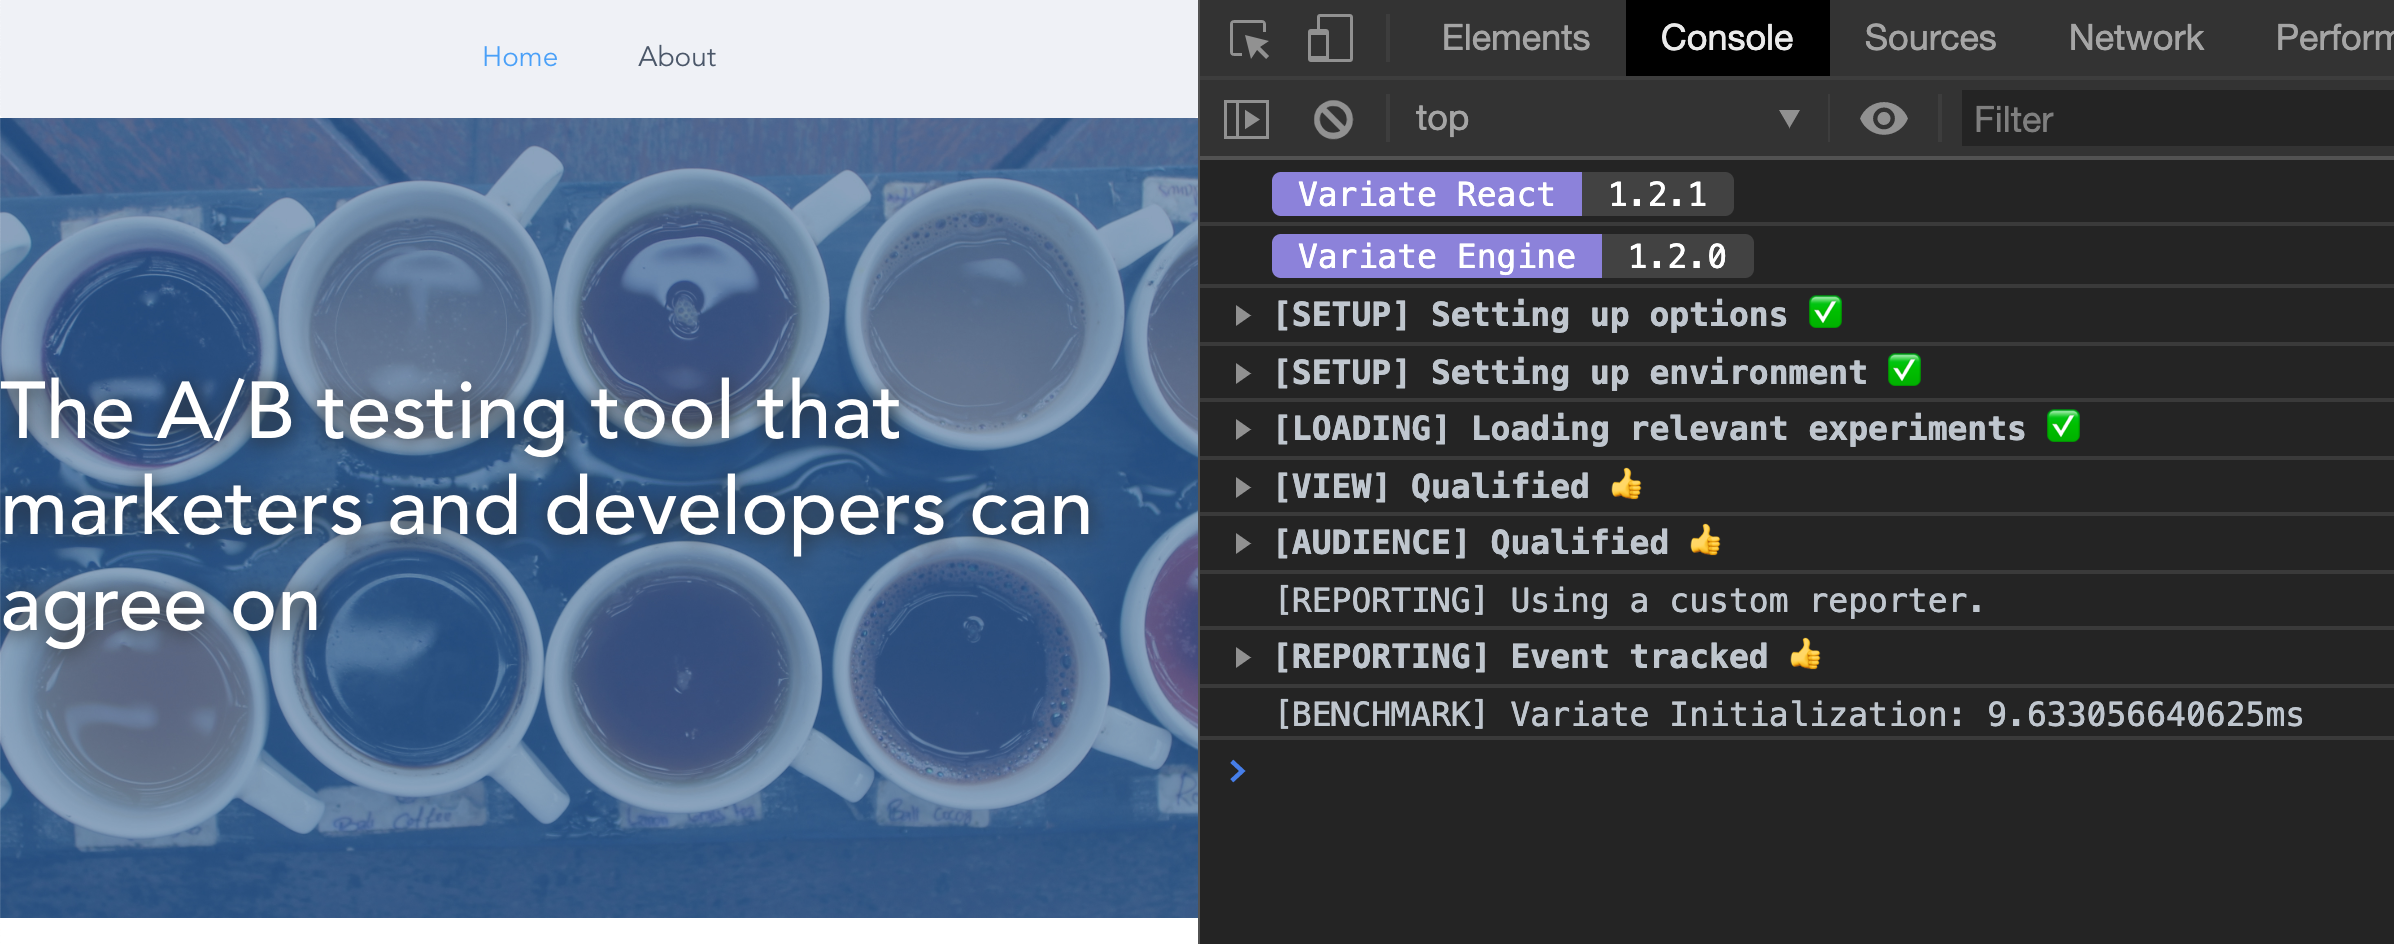 Home About
The A/B testing tool that
marketers and developers can
agree on
Bali Coffee
Elements Console Sources Network Perform
top ▼ Filter
Variate React 1.2.1
Variate Engine 1.2.0
[SETUP] Setting up options ✅
[SETUP] Setting up environment ✅
[LOADING] Loading relevant experiments ✅
[VIEW] Qualified 👍
[AUDIENCE] Qualified 👍
[REPORTING] Using a custom reporter.
[REPORTING] Event tracked 👍
[BENCHMARK] Variate Initialization: 9.633056640625ms